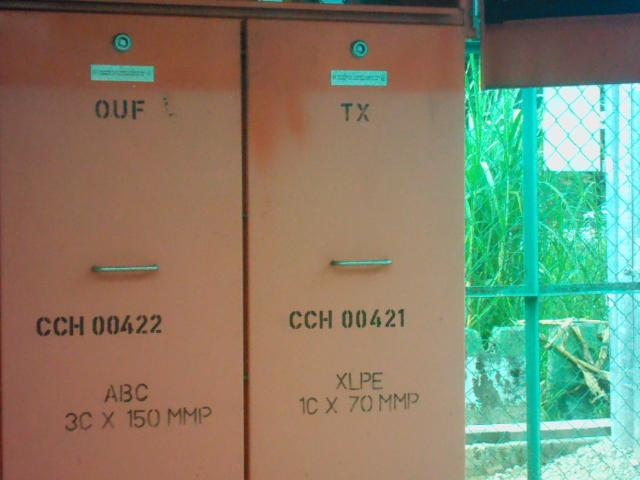 OUF
CCH 00422
ABC
3C X 150 MMP
TX
CCH 00421
XLPE
1C X 70 MMP